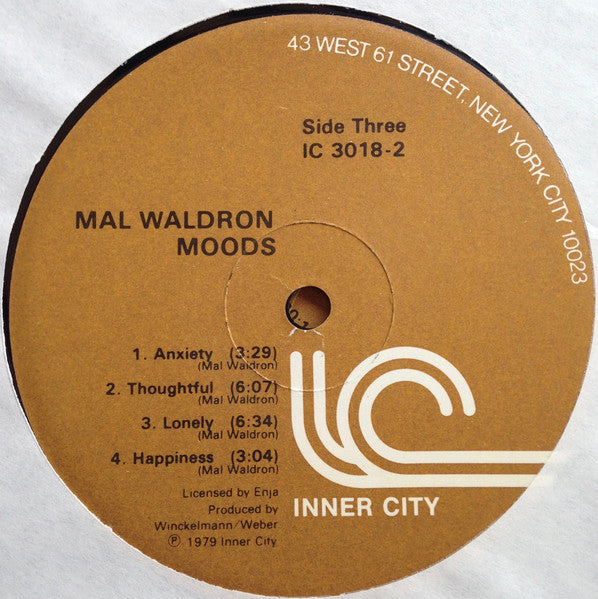 43 WEST 61 STREET, NEW YORK CITY 10023
Side Three
IC 3018-2
MAL WALDRON
MOODS
1. Anxiety (3:29)
(Mal Waldron)
2. Thoughtful (6:07)
(Mal Waldron)
3. Lonely (6:34)
(Mal Waldron)
4. Happiness (3:04)
(Mal Waldron)
Licensed by Enja
Produced by
Winckelmann/Weber
℗ 1979 Inner City
INNER CITY